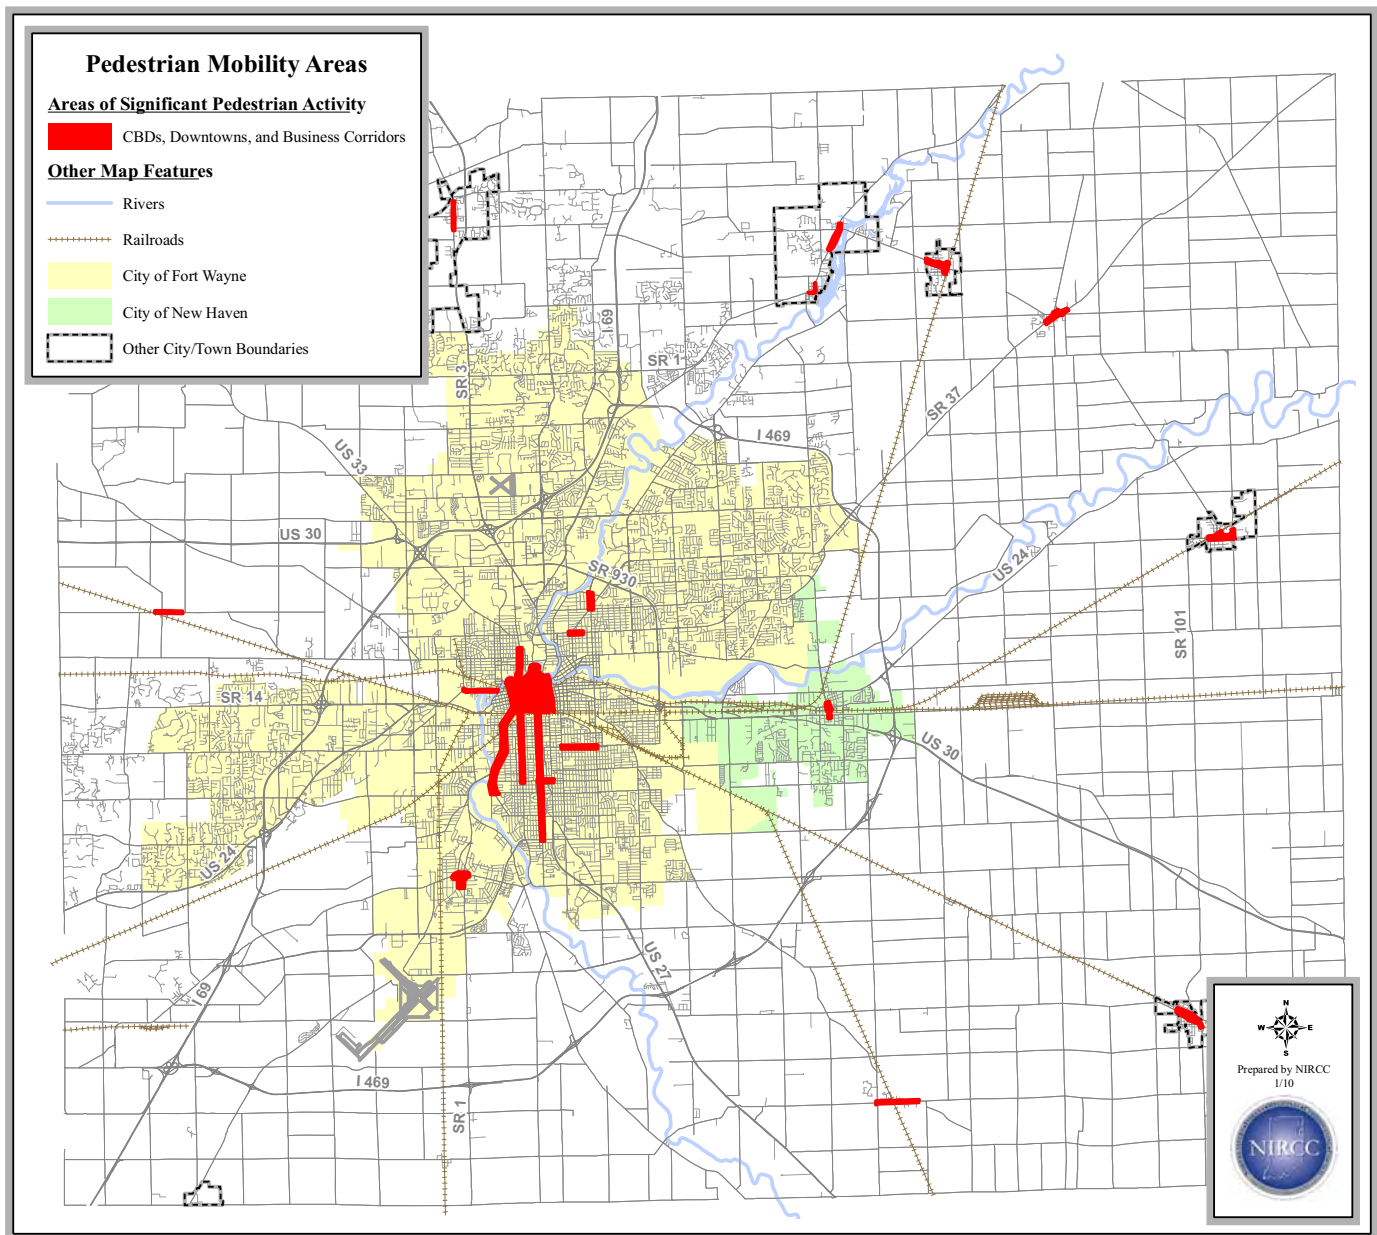 Pedestrian Mobility Areas
Areas of Significant Pedestrian Activity
CBDs, Downtowns, and Business Corridors
Other Map Features
Rivers
Railroads
City of Fort Wayne
City of New Haven
Other City/Town Boundaries
I 69
SR 1
SR 3
SR 37
I 469
US 33
US 30
US 24
SR 930
SR 101
SR 14
US 30
US 24
US 27
I 69
I 469
SR 1
N
W E
S
Prepared by NIRCC
1/10
NIRCC